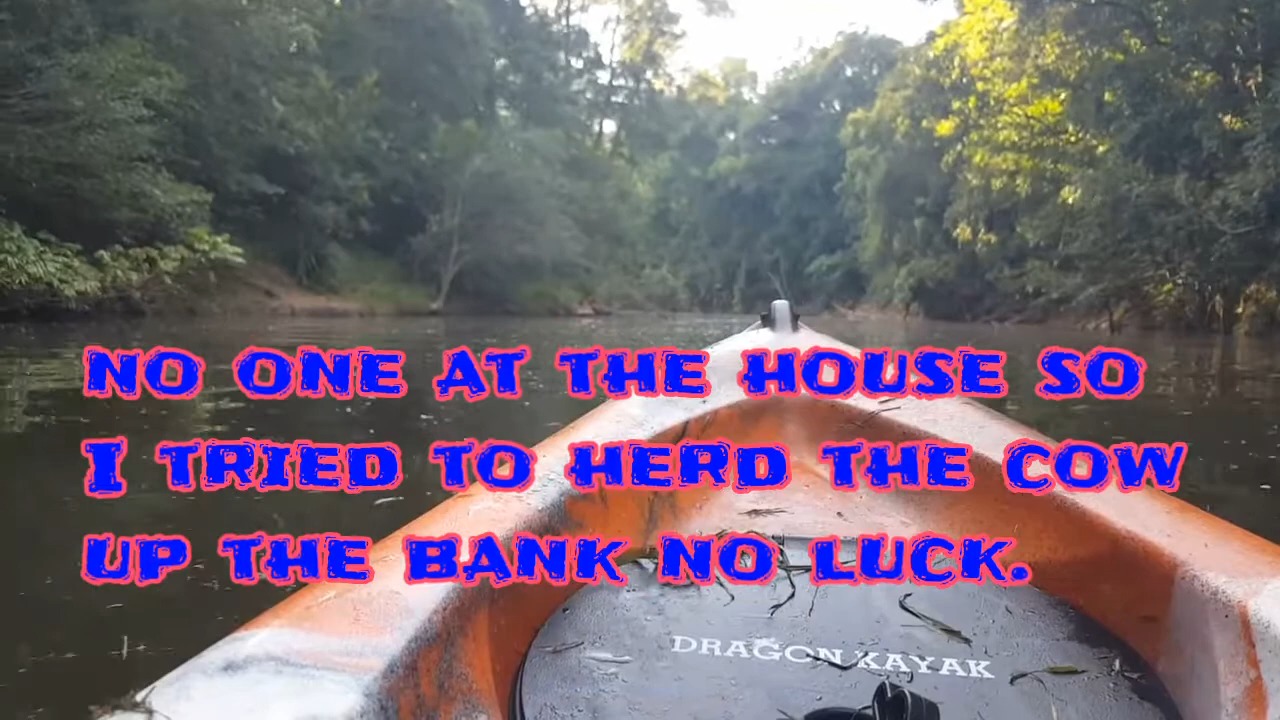 NO ONE AT THE HOUSE SO
I TRIED TO HERD THE COW
UP THE BANK NO LUCK.
DRAGON KAYAK